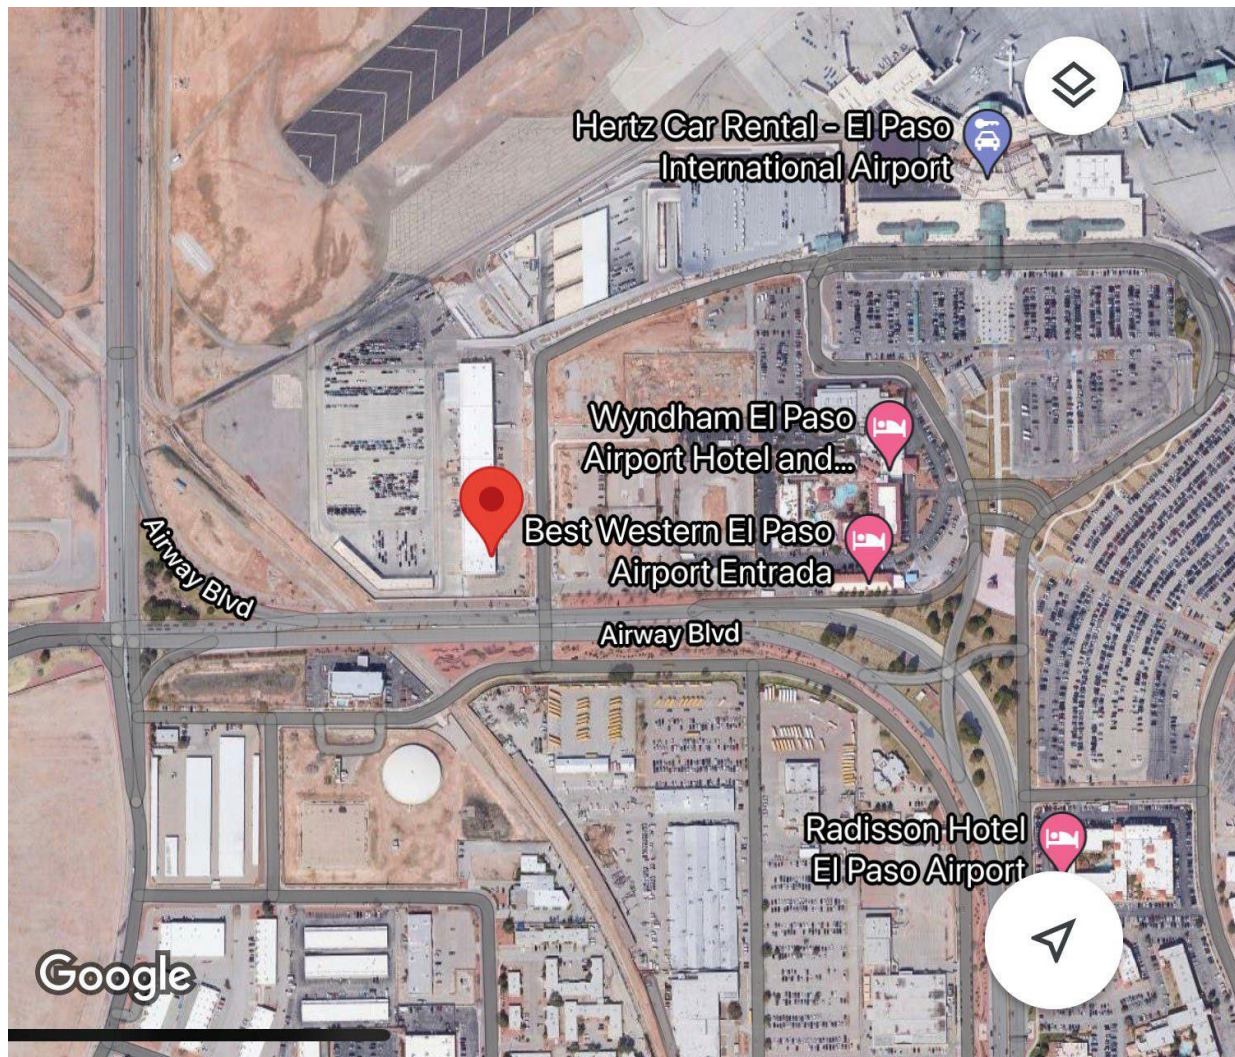 Hertz Car Rental - El Paso
International Airport
Wyndham El Paso
Airport Hotel and...
Best Western El Paso
Airport Entrada
Airway Blvd
Airway Blvd
Radisson Hotel
El Paso Airport
Google